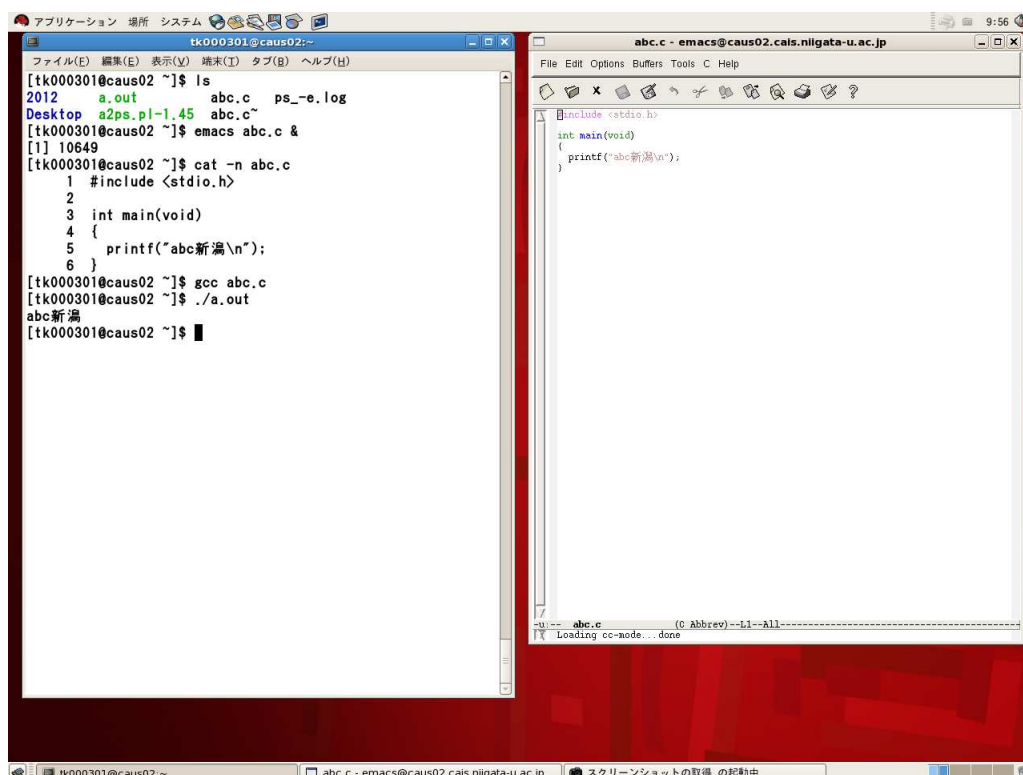 アプリケーション 場所 システム 9:56
tk000301@caus02:~
ファイル(F) 編集(E) 表示(V) 端末(T) タブ(B) ヘルプ(H)
[tk000301@caus02 ~]$ ls
2012 a.out abc.c ps_-e.log
Desktop a2ps.pl-1.45 abc.c~
[tk000301@caus02 ~]$ emacs abc.c &
[1] 10649
[tk000301@caus02 ~]$ cat -n abc.c
1 #include <stdio.h>
2
3 int main(void)
4 {
5 printf("abc新潟\n");
6 }
[tk000301@caus02 ~]$ gcc abc.c
[tk000301@caus02 ~]$ ./a.out
abc新潟
[tk000301@caus02 ~]$
abc.c - emacs@caus02.cais.niigata-u.ac.jp
File Edit Options Buffers Tools C Help
#include <stdio.h>
int main(void)
{
printf("abc新潟\n");
}
-u:-- abc.c (C Abbrev)--L1--All----------------------------------------
Loading cc-mode...done
tk000301@caus02:~
abc.c - emacs@caus02.cais.niigata-u.ac.jp
スクリーンショットの取得 の起動中